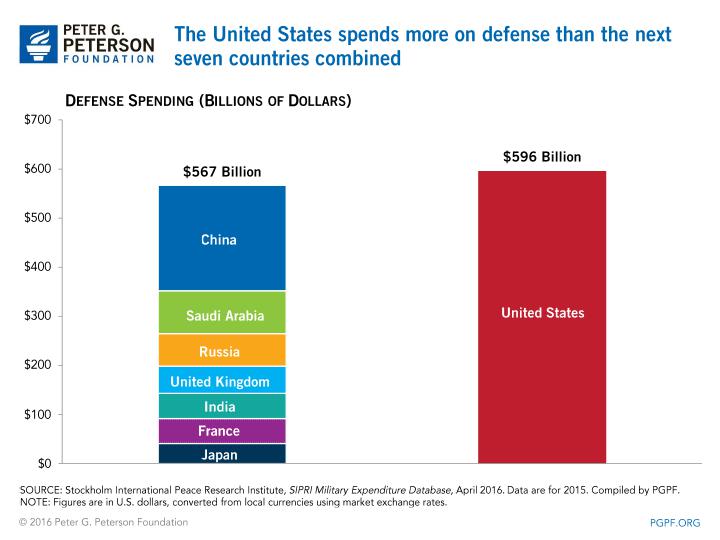 PETER G.
PETERSON
FOUNDATION
The United States spends more on defense than the next
seven countries combined
DEFENSE SPENDING (BILLIONS OF DOLLARS)
$700
$600
$500
$400
$300
$200
$100
$0
$567 Billion
China
Saudi Arabia
Russia
United Kingdom
India
France
Japan
$596 Billion
United States
SOURCE: Stockholm International Peace Research Institute, SIPRI Military Expenditure Database, April 2016. Data are for 2015. Compiled by PGPF.
NOTE: Figures are in U.S. dollars, converted from local currencies using market exchange rates.
© 2016 Peter G. Peterson Foundation
PGPF.ORG